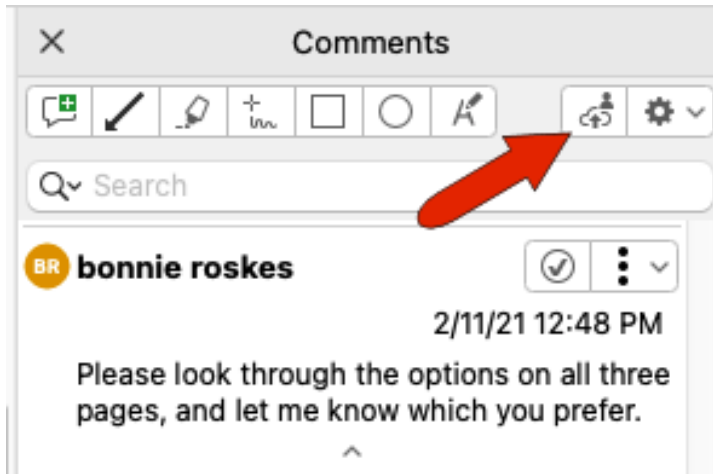 Comments
Search
BR bonnie roskes
2/11/21 12:48 PM
Please look through the options on all three
pages, and let me know which you prefer.